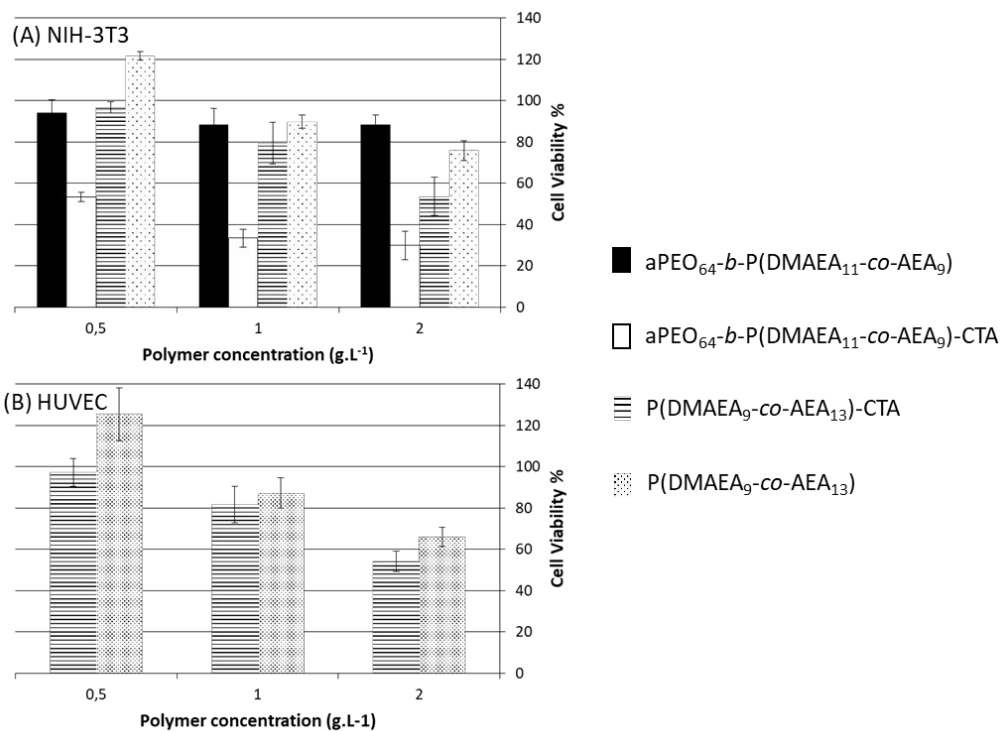 (A) NIH-3T3
140
120
100
80
60
40
20
0
Cell Viability %
0,5 1 2
Polymer concentration (g.L⁻¹)
(B) HUVEC
140
120
100
80
60
40
20
0
Cell Viability %
0,5 1 2
Polymer concentration (g.L-1)
aPEO₆₄-b-P(DMAEA₁₁-co-AEA₉)
aPEO₆₄-b-P(DMAEA₁₁-co-AEA₉)-CTA
P(DMAEA₉-co-AEA₁₃)-CTA
P(DMAEA₉-co-AEA₁₃)